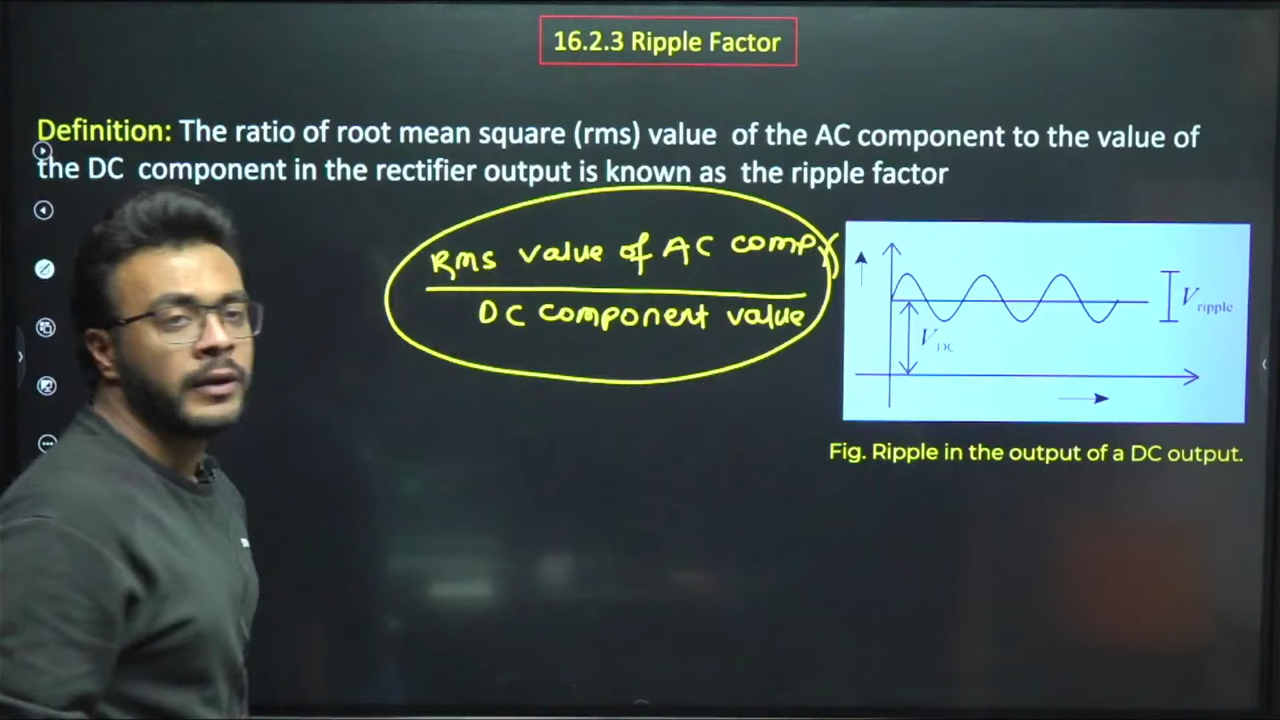 16.2.3 Ripple Factor
Definition: The ratio of root mean square (rms) value of the AC component to the value of
the DC component in the rectifier output is known as the ripple factor
Rms value of AC comp
DC component value
V ripple
V DC
Fig. Ripple in the output of a DC output.